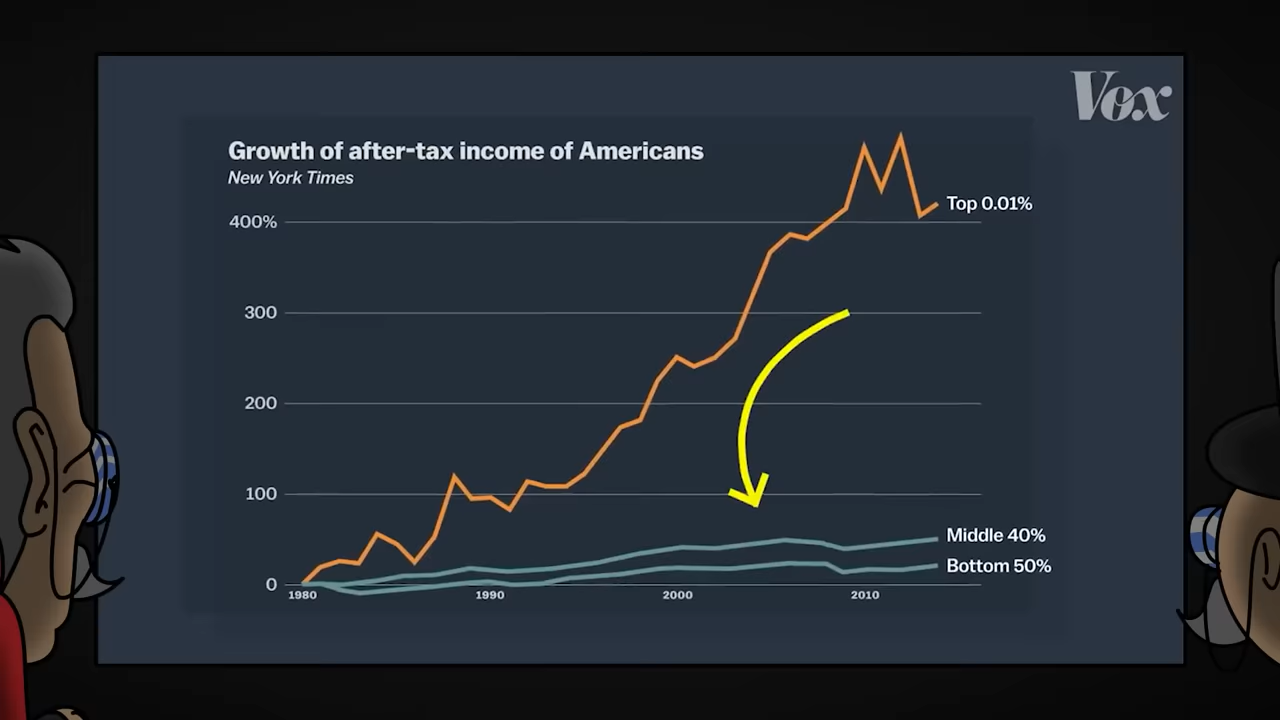 Vox
Growth of after-tax income of Americans
New York Times
400%
Top 0.01%
300
200
100
Middle 40%
Bottom 50%
0
1980 1990 2000 2010